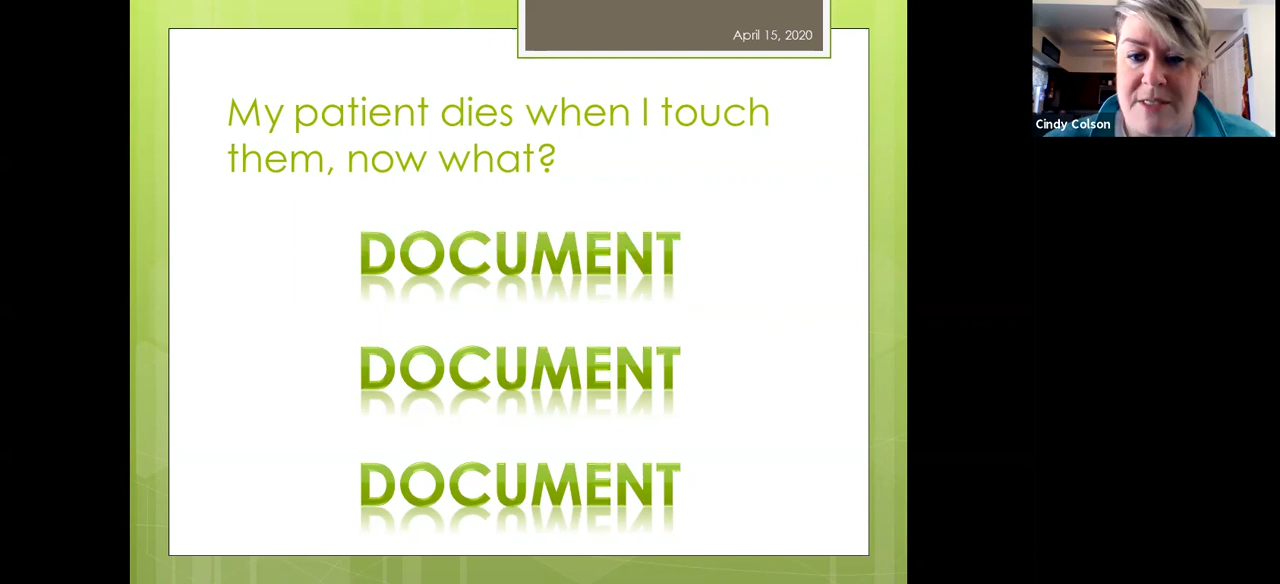 April 15, 2020
My patient dies when I touch
them, now what?
DOCUMENT
DOCUMENT
DOCUMENT
Cindy Colson